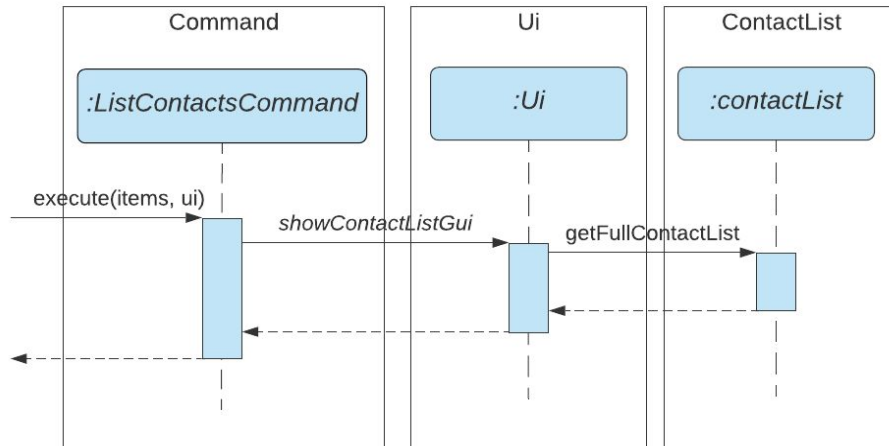 Command
Ui
ContactList
:ListContactsCommand
:Ui
:contactList
execute(items, ui)
showContactListGui
getFullContactList